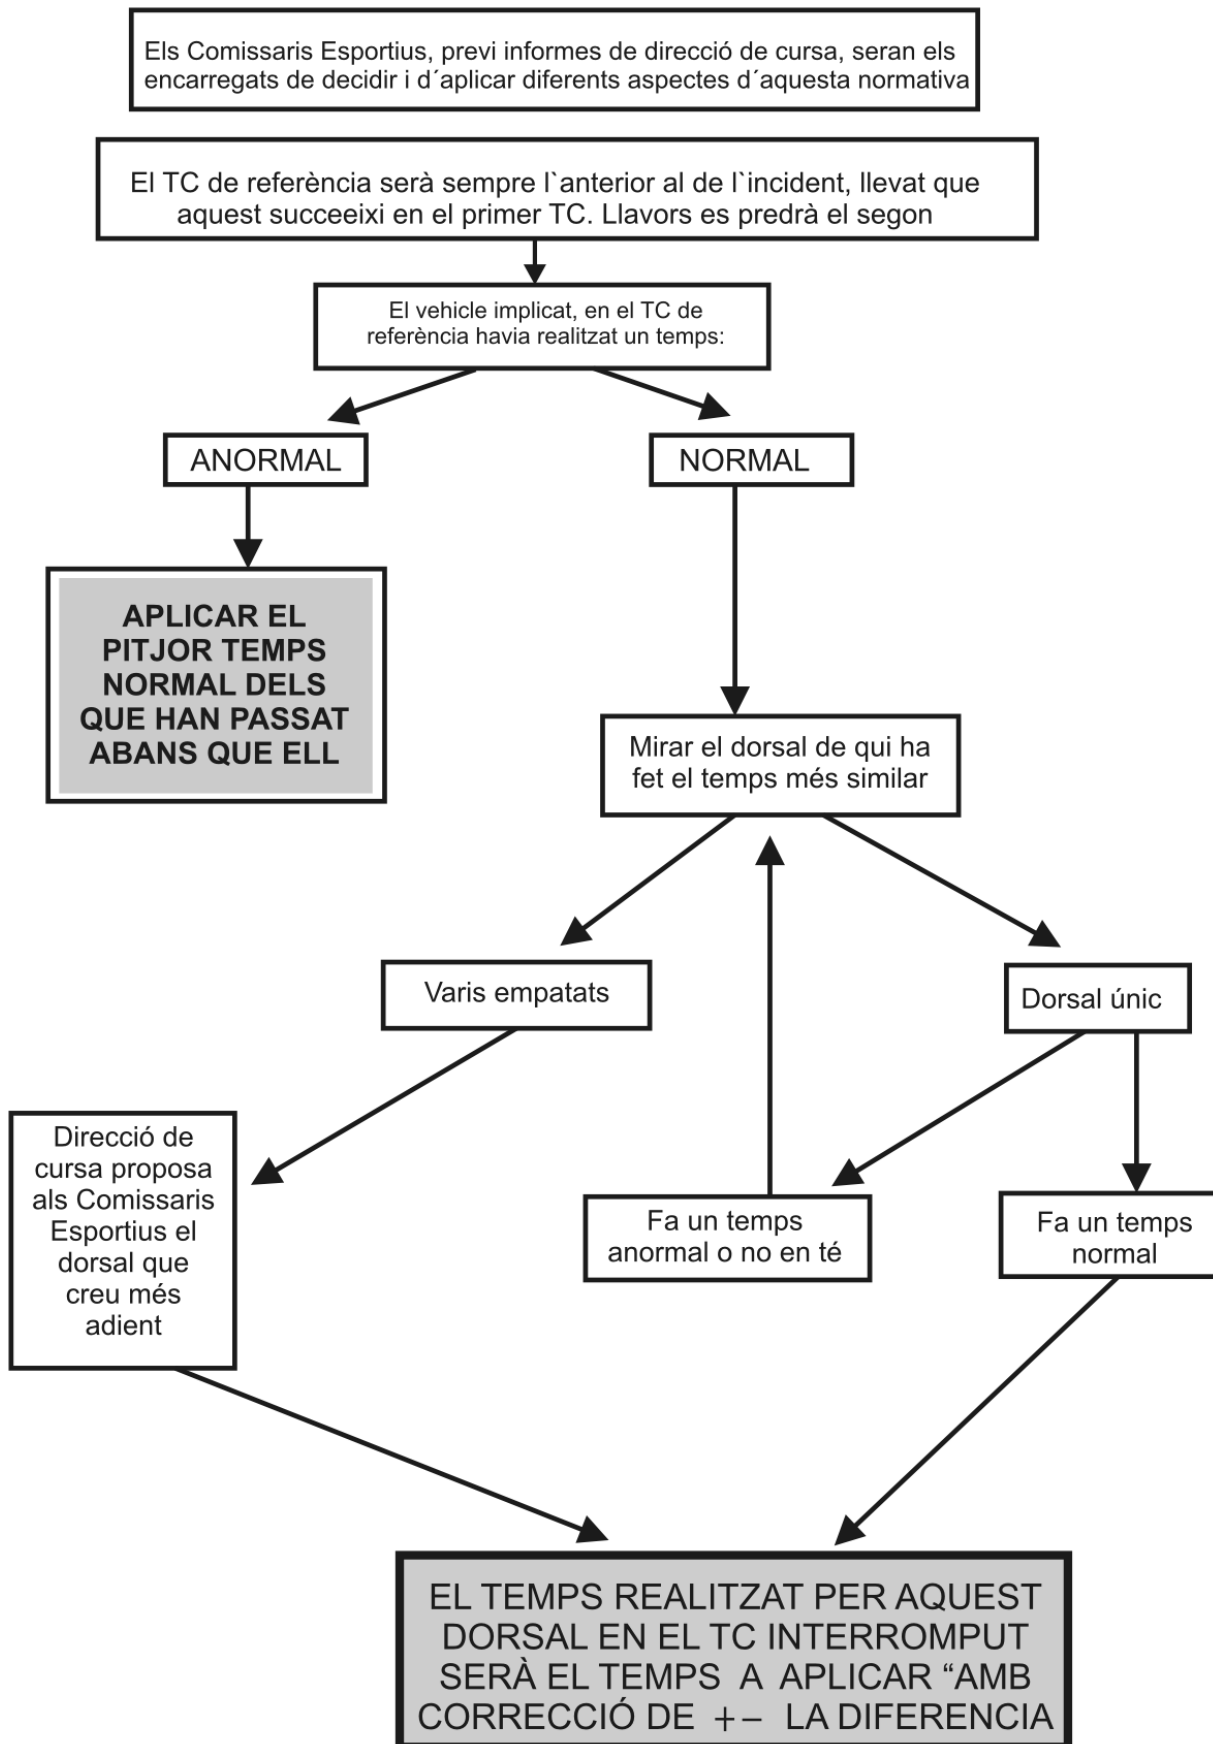 Els Comissaris Esportius, previ informes de direcció de cursa, seran els
encarregats de decidir i d´aplicar diferents aspectes d´aquesta normativa
El TC de referència serà sempre l`anterior al de l`incident, llevat que
aquest succeeixi en el primer TC. Llavors es predrà el segon
El vehicle implicat, en el TC de
referència havia realitzat un temps:
ANORMAL
NORMAL
APLICAR EL
PITJOR TEMPS
NORMAL DELS
QUE HAN PASSAT
ABANS QUE ELL
Mirar el dorsal de qui ha
fet el temps més similar
Varis empatats
Dorsal únic
Direcció de
cursa proposa
als Comissaris
Esportius el
dorsal que
creu més
adient
Fa un temps
anormal o no en té
Fa un temps
normal
EL TEMPS REALITZAT PER AQUEST
DORSAL EN EL TC INTERROMPUT
SERÀ EL TEMPS A APLICAR “AMB
CORRECCIÓ DE +− LA DIFERENCIA